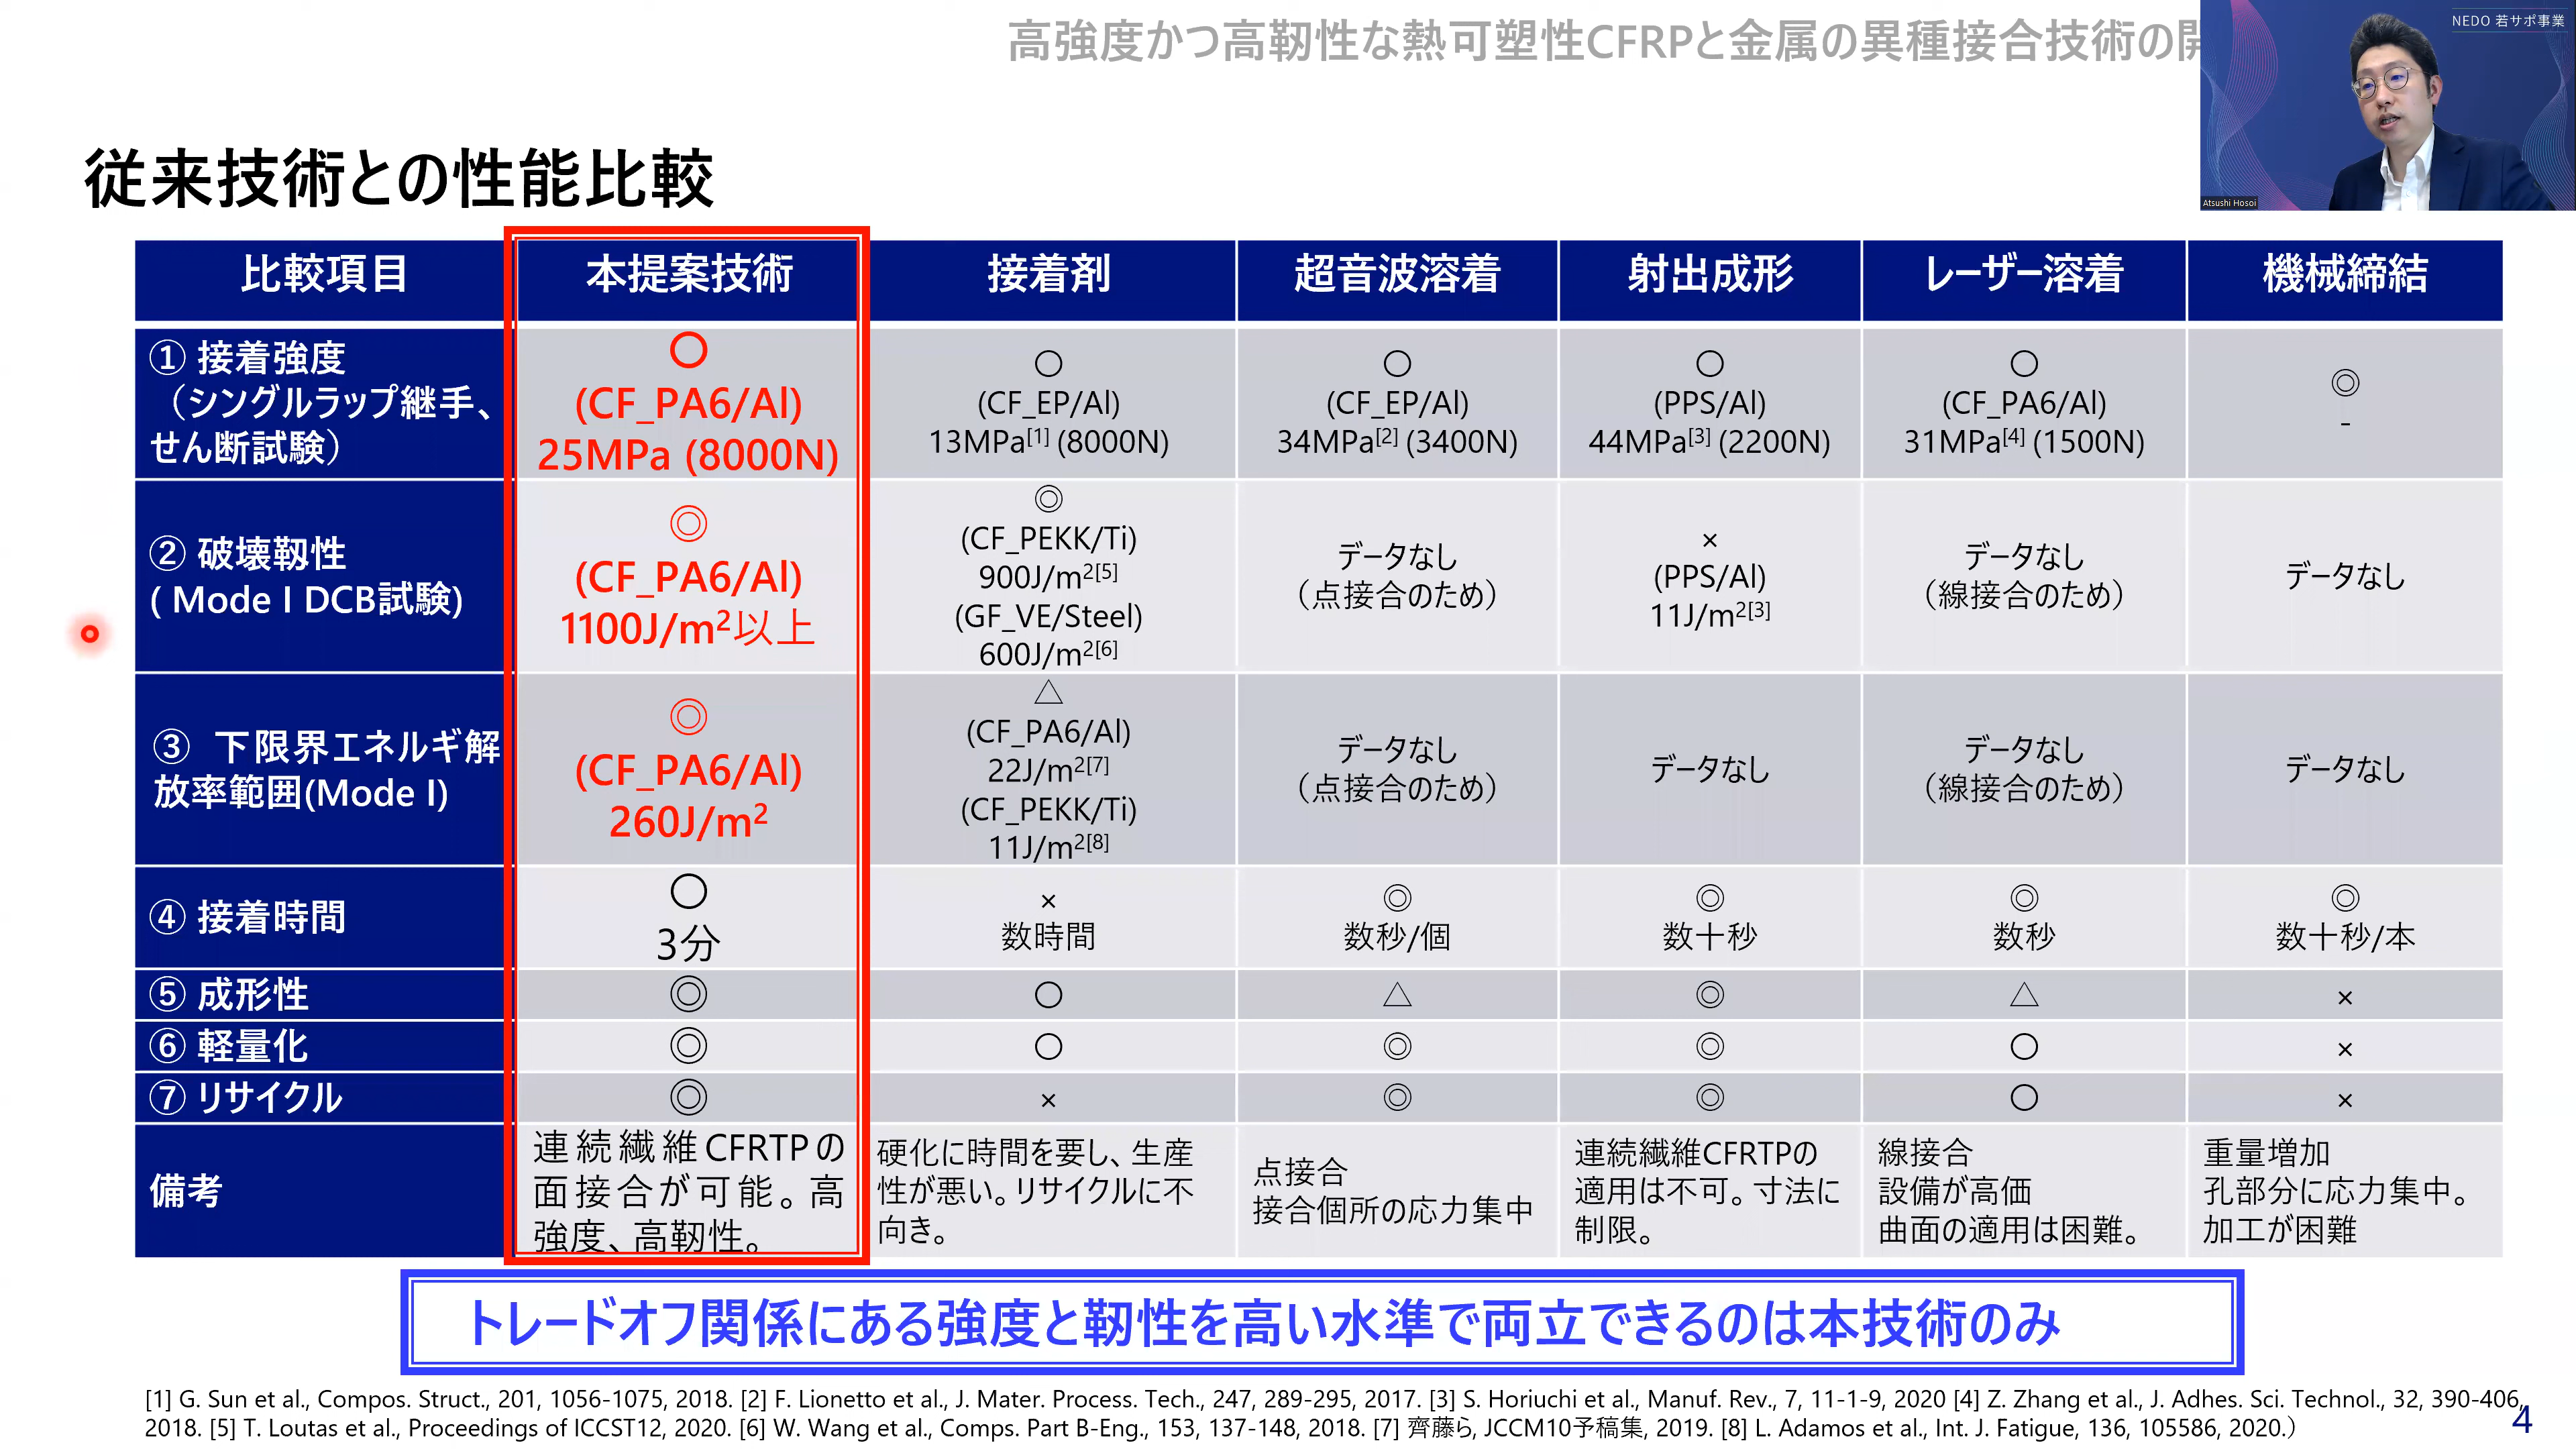 高強度かつ高靭性な熱可塑性CFRPと金属の異種接合技術の
NEDO 若サポ事業
Atsushi Hosoi
従来技術との性能比較
比較項目
本提案技術
接着剤
超音波溶着
射出成形
レーザー溶着
機械締結
① 接着強度
（シングルラップ継手、
せん断試験）
〇
(CF_PA6/Al)
25MPa (8000N)
〇
(CF_EP/Al)
13MPa[1] (8000N)
〇
(CF_EP/Al)
34MPa[2] (3400N)
〇
(PPS/Al)
44MPa[3] (2200N)
〇
(CF_PA6/Al)
31MPa[4] (1500N)
◎
-
② 破壊靱性
( Mode I DCB試験)
◎
(CF_PA6/Al)
1100J/m²以上
◎
(CF_PEKK/Ti)
900J/m²[5]
(GF_VE/Steel)
600J/m²[6]
データなし
（点接合のため）
×
(PPS/Al)
11J/m²[3]
データなし
（線接合のため）
データなし
③ 下限界エネルギ解
放率範囲(Mode I)
◎
(CF_PA6/Al)
260J/m²
△
(CF_PA6/Al)
22J/m²[7]
(CF_PEKK/Ti)
11J/m²[8]
データなし
（点接合のため）
データなし
データなし
（線接合のため）
データなし
④ 接着時間
〇
3分
×
数時間
◎
数秒/個
◎
数十秒
◎
数秒
◎
数十秒/本
⑤ 成形性
◎
〇
△
◎
△
×
⑥ 軽量化
◎
〇
◎
◎
〇
×
⑦ リサイクル
◎
×
◎
◎
〇
×
備考
連続繊維CFRTPの
面接合が可能。高
強度、高靭性。
硬化に時間を要し、生産
性が悪い。リサイクルに不
向き。
点接合
接合個所の応力集中
連続繊維CFRTPの
適用は不可。寸法に
制限。
線接合
設備が高価
曲面の適用は困難。
重量増加
孔部分に応力集中。
加工が困難
トレードオフ関係にある強度と靭性を高い水準で両立できるのは本技術のみ
[1] G. Sun et al., Compos. Struct., 201, 1056-1075, 2018. [2] F. Lionetto et al., J. Mater. Process. Tech., 247, 289-295, 2017. [3] S. Horiuchi et al., Manuf. Rev., 7, 11-1-9, 2020 [4] Z. Zhang et al., J. Adhes. Sci. Technol., 32, 390-406,
2018. [5] T. Loutas et al., Proceedings of ICCST12, 2020. [6] W. Wang et al., Comps. Part B-Eng., 153, 137-148, 2018. [7] 齊藤ら, JCCM10予稿集, 2019. [8] L. Adamos et al., Int. J. Fatigue, 136, 105586, 2020.）
4